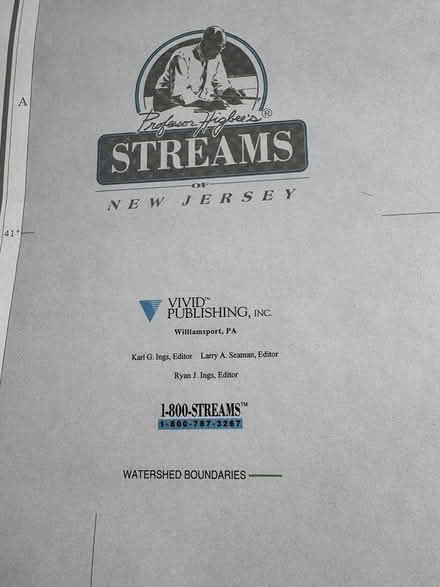 A
Professor Higbee's®
STREAMS
OF
NEW JERSEY
41°
VIVID™
PUBLISHING, INC.
Williamsport, PA
Karl G. Ings, Editor Larry A. Seaman, Editor
Ryan J. Ings, Editor
1-800-STREAMS™
1-800-787-3267
WATERSHED BOUNDARIES